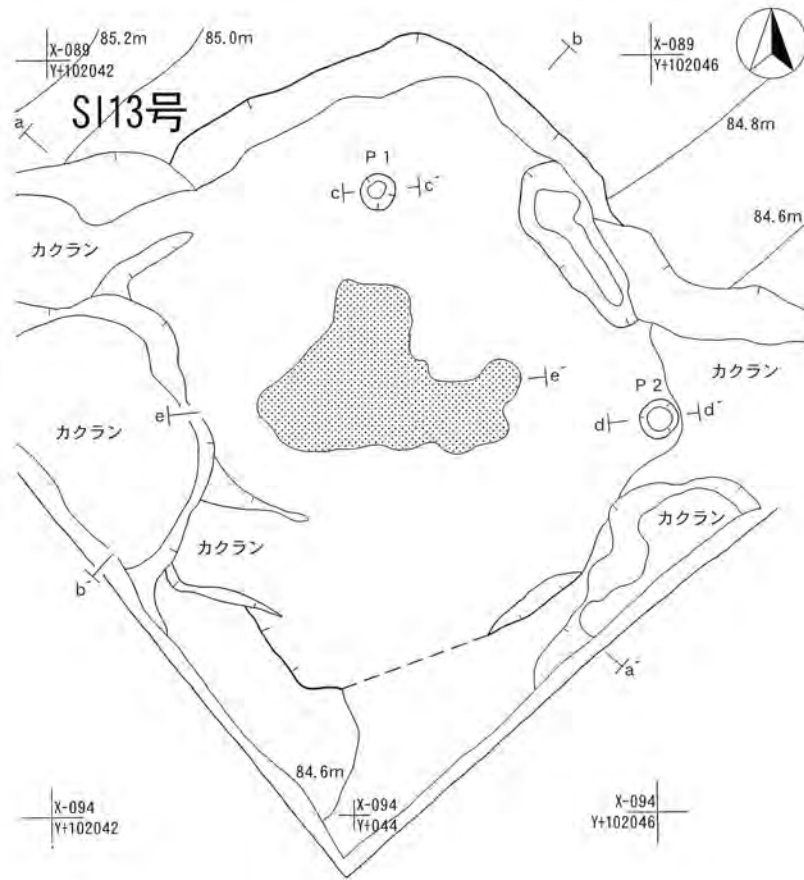 X-089
Y+102042
85.2m
85.0m
b
X-089
Y+102046
a
SI13号
84.8m
P 1
c
c´
84.6m
カクラン
カクラン
e´
P 2
e
d
d´
カクラン
カクラン
カクラン
b´
a´
84.6m
X-094
Y+102042
X-094
Y+044
X-094
Y+102046